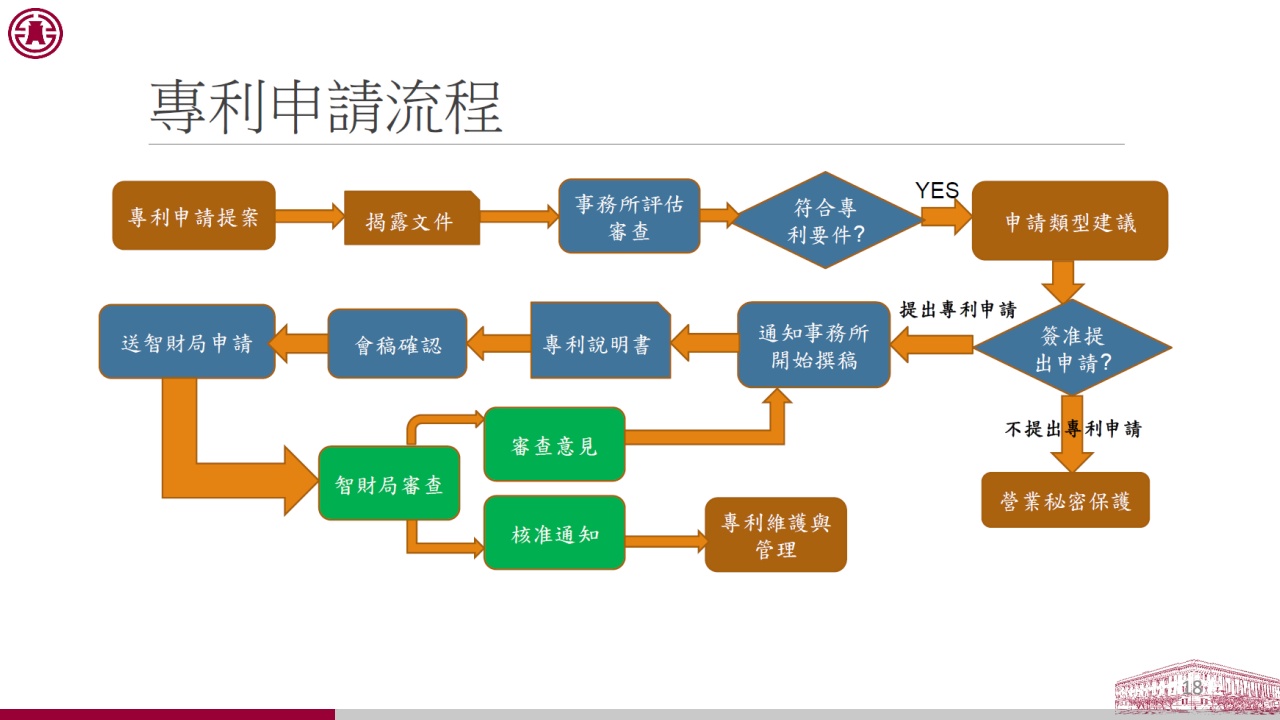 專利申請流程
專利申請提案
揭露文件
事務所評估
審查
符合專
利要件?
YES
申請類型建議
簽准提
出申請?
提出專利申請
不提出專利申請
營業秘密保護
通知事務所
開始撰稿
專利說明書
會稿確認
送智財局申請
智財局審查
審查意見
核准通知
專利維護與
管理
18